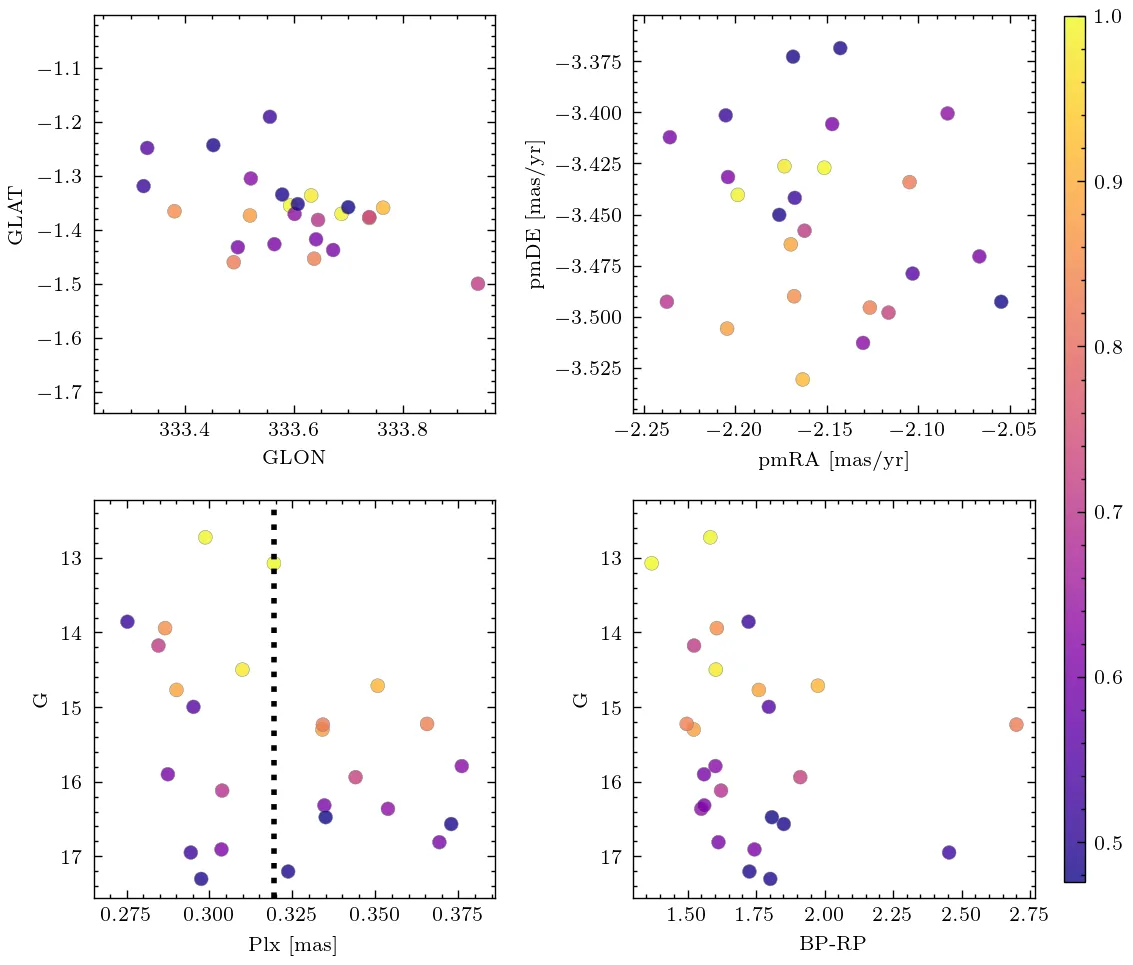 −1.1
−1.2
−1.3
−1.4
−1.5
−1.6
−1.7
GLAT
333.4 333.6 333.8
GLON
−3.375
−3.400
−3.425
−3.450
−3.475
−3.500
−3.525
pmDE [mas/yr]
−2.25 −2.20 −2.15 −2.10 −2.05
pmRA [mas/yr]
1.0
0.9
0.8
0.7
0.6
0.5
13
14
15
16
17
G
0.275 0.300 0.325 0.350 0.375
Plx [mas]
13
14
15
16
17
G
1.50 1.75 2.00 2.25 2.50 2.75
BP-RP